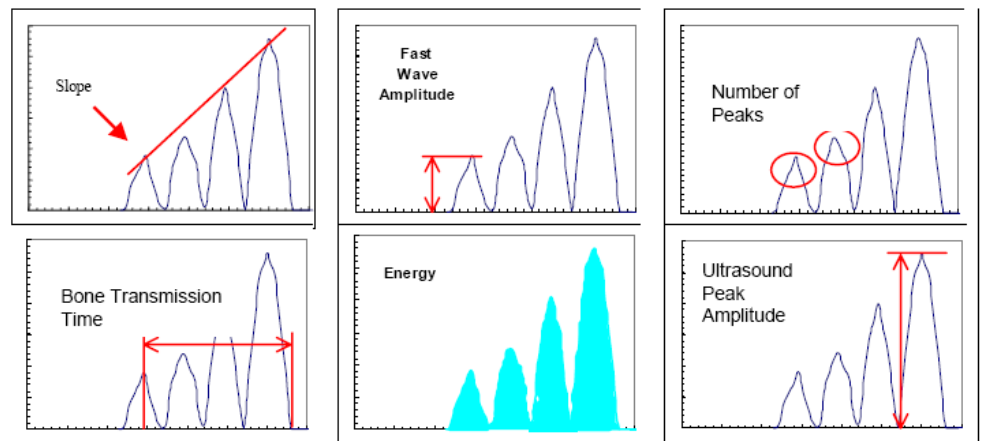 Slope
Fast
Wave
Amplitude
Number of
Peaks
Bone Transmission
Time
Energy
Ultrasound
Peak
Amplitude